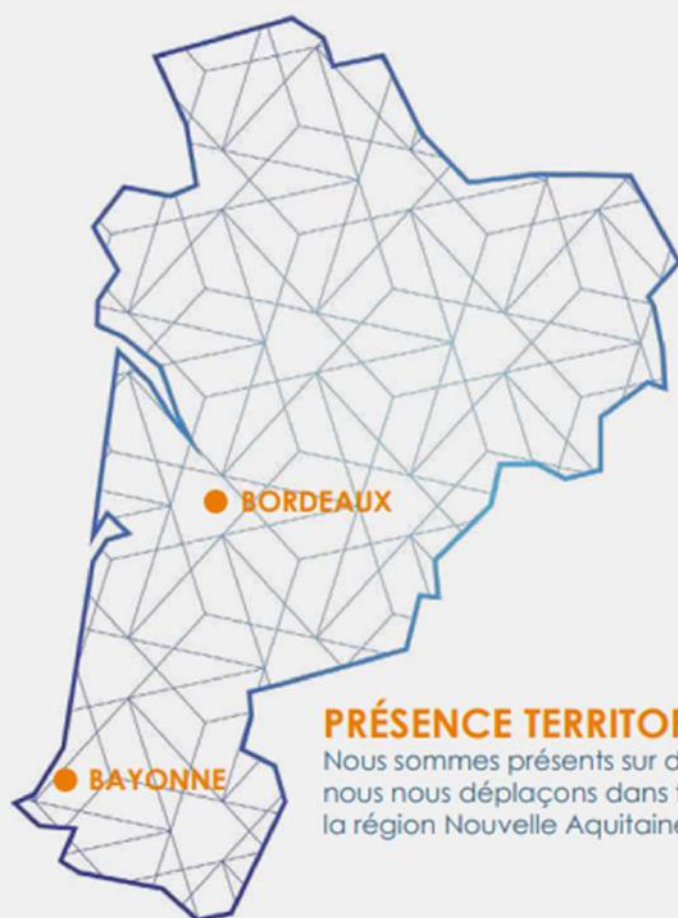 BORDEAUX
BAYONNE
PRÉSENCE
Nous sommes présents sur
nous nous déplaçons dans
la région Nouvelle Aquitaine